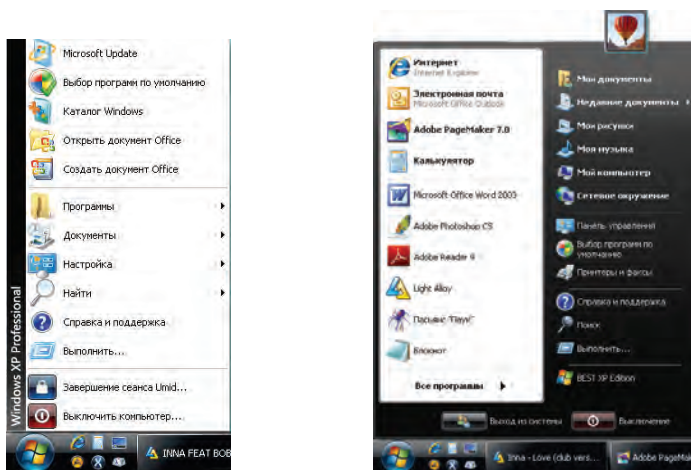 Microsoft Update
Выбор программ по умолчанию
Каталог Windows
Открыть документ Office
Создать документ Office
Программы
Документы
Настройка
Найти
Справка и поддержка
Выполнить...
Завершение сеанса Umid...
Выключить компьютер...
Windows XP Professional
INNA FEAT BOB
Интернет
Internet Explorer
Электронная почта
Microsoft Office Outlook
Adobe PageMaker 7.0
Калькулятор
Microsoft Office Word 2003
Adobe Photoshop CS
Adobe Reader 9
Light Alloy
Пасьянс "Паук"
Блокнот
Все программы
Мои документы
Недавние документы
Мои рисунки
Моя музыка
Мой компьютер
Сетевое окружение
Панель управления
Выбор программ по
умолчанию
Принтеры и факсы
Справка и поддержка
Поиск
Выполнить...
BEST XP Edition
Выход из системы
Выключение
Inna - Love (club vers...
Adobe PageMak